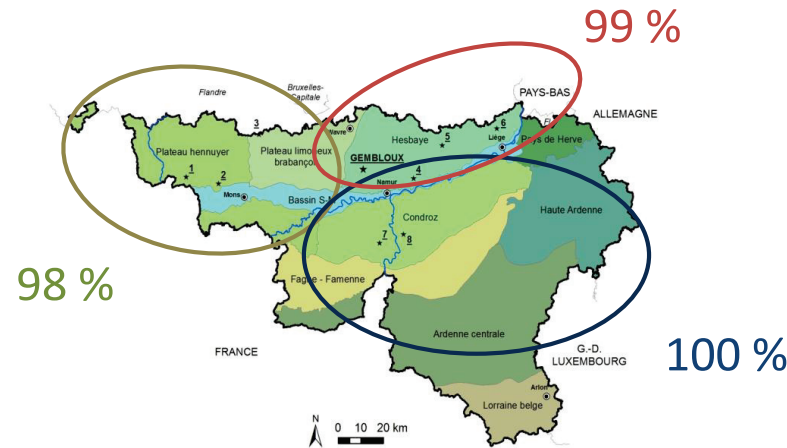 99 %
PAYS-BAS
ALLEMAGNE
Flandre
Bruxelles-
Capitale
3
Wavre
6
5
Hesbaye
Liège
Pays de Herve
Plateau hennuyer
Plateau limoneux
brabançon
GEMBLOUX
1
2
4
Namur
Mons
Bassin S-M
Haute Ardenne
Condroz
7
8
98 %
Fagne - Famenne
Ardenne centrale
FRANCE
G.-D.
LUXEMBOURG
100 %
Arlon
Lorraine belge
N
0 10 20 km